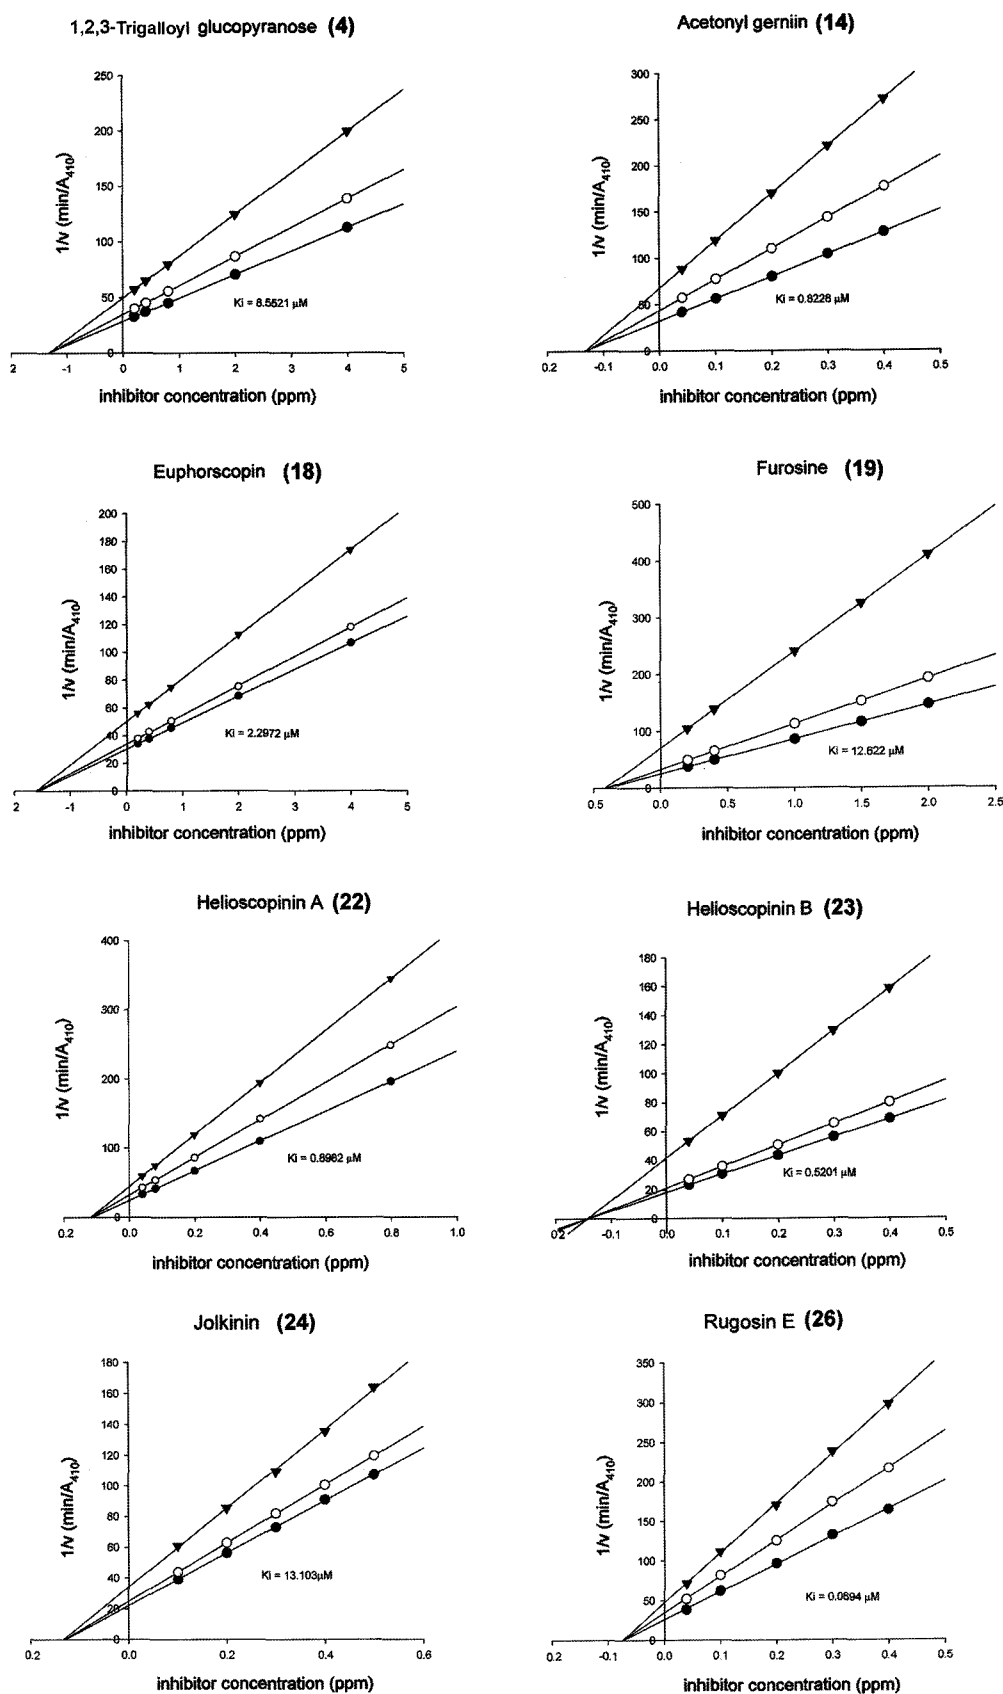 1,2,3-Trigalloyl glucopyranose (4)
250
200
150
100
50
0
1/v (min/A410)
Ki = 8.5521 μM
2 -1 0 1 2 3 4 5
inhibitor concentration (ppm)
Acetonyl gerniin (14)
300
250
200
150
100
50
0
1/v (min/A410)
Ki = 0.8228 μM
2 -0.1 0.0 0.1 0.2 0.3 0.4 0.5
inhibitor concentration (ppm)
Euphorscopin (18)
200
180
160
140
120
100
80
60
40
20
0
1/v (min/A410)
Ki = 2.2972 μM
2 -1 0 1 2 3 4 5
inhibitor concentration (ppm)
Furosine (19)
500
400
300
200
100
0
1/v (min/A410)
Ki = 12.622 μM
0.5 0.0 0.5 1.0 1.5 2.0 2.5
inhibitor concentration (ppm)
Helioscopinin A (22)
400
300
200
100
0
1/v (min/A410)
Ki = 0.8982 μM
0.2 0.0 0.2 0.4 0.6 0.8 1.0
inhibitor concentration (ppm)
Helioscopinin B (23)
180
160
140
120
100
80
60
40
20
0
1/v (min/A410)
Ki = 0.5201 μM
0.2 -0.1 0.0 0.1 0.2 0.3 0.4 0.5
inhibitor concentration (ppm)
Jolkinin (24)
180
160
140
120
100
80
60
40
20
0
1/v (min/A410)
Ki = 13.103μM
0.2 0.0 0.2 0.4 0.6
inhibitor concentration (ppm)
Rugosin E (26)
350
300
250
200
150
100
50
0
1/v (min/A410)
Ki = 0.0894 μM
0.2 -0.1 0.0 0.1 0.2 0.3 0.4 0.5
inhibitor concentration (ppm)